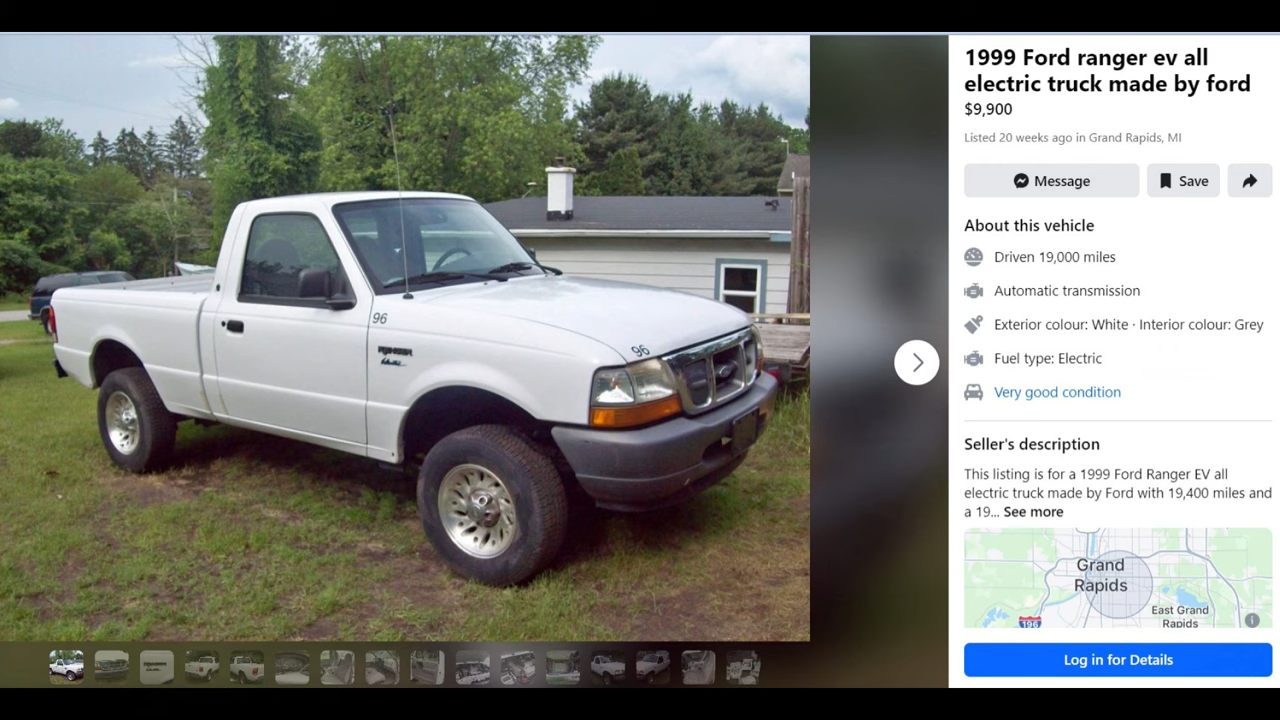 1999 Ford ranger ev all
electric truck made by ford
$9,900
Listed 20 weeks ago in Grand Rapids, MI
Message
Save
About this vehicle
Driven 19,000 miles
Automatic transmission
Exterior colour: White · Interior colour: Grey
Fuel type: Electric
Very good condition
Seller's description
This listing is for a 1999 Ford Ranger EV all
electric truck made by Ford with 19,400 miles and
a 19... See more
Grand
Rapids
East Grand
Rapids
196
Log in for Details
96
96
RANGER